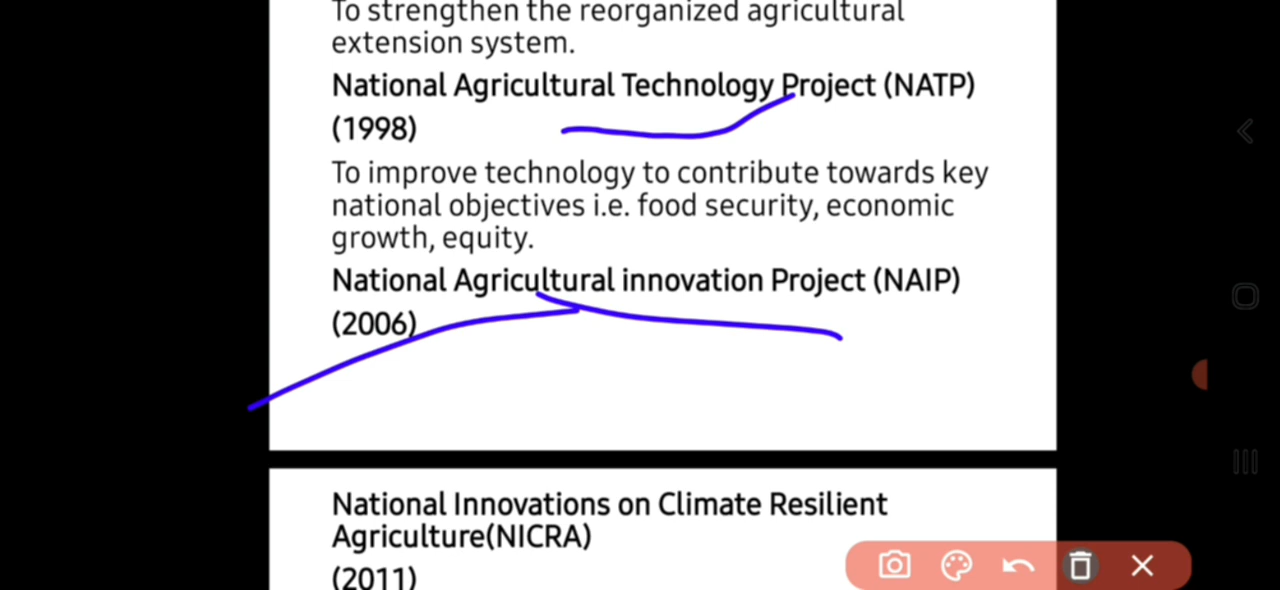 To strengthen the reorganized agricultural
extension system.
National Agricultural Technology Project (NATP)
(1998)
To improve technology to contribute towards key
national objectives i.e. food security, economic
growth, equity.
National Agricultural innovation Project (NAIP)
(2006)
National Innovations on Climate Resilient
Agriculture(NICRA)
(2011)